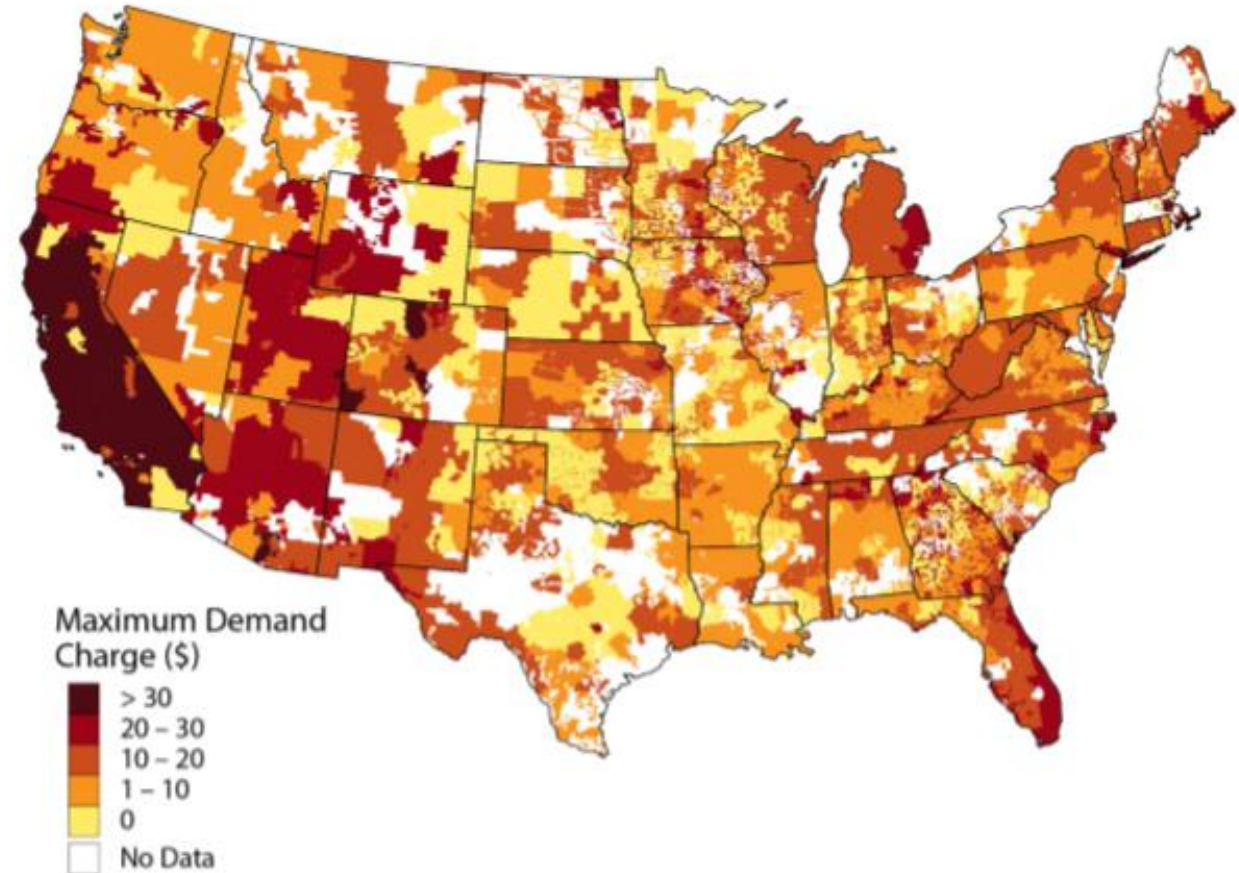 Maximum Demand
Charge ($)
> 30
20 – 30
10 – 20
1 – 10
0
No Data